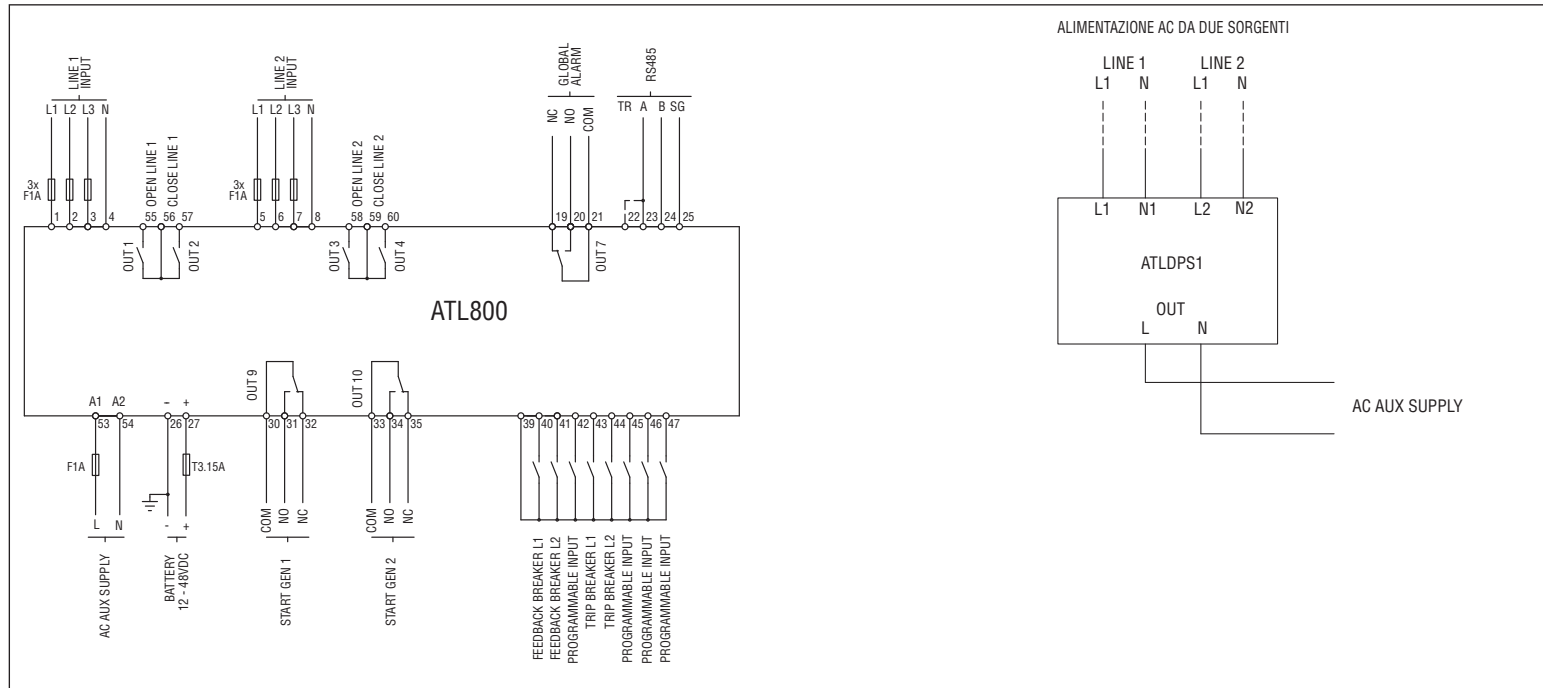 ALIMENTAZIONE AC DA DUE SORGENTI
LINE 1
INPUT
L1 L2 L3 N
3x
F1A
OPEN LINE 1
CLOSE LINE 1
LINE 2
INPUT
L1 L2 L3 N
3x
F1A
OPEN LINE 2
CLOSE LINE 2
GLOBAL
ALARM
NC
NO
COM
RS485
TR A B SG
1 2 3 4 55 56 57 5 6 7 8 58 59 60 19 20 21 22 23 24 25
OUT 1
OUT 2
OUT 3
OUT 4
OUT 7
ATL800
OUT 9
OUT 10
A1 A2 - +
53 54 26 27 30 31 32 33 34 35 39 40 41 42 43 44 45 46 47
F1A
T3.15A
L N
- +
COM
NO
NC
COM
NO
NC
AC AUX SUPPLY
BATTERY
12 - 48VDC
START GEN 1
START GEN 2
FEEDBACK BREAKER L1
FEEDBACK BREAKER L2
PROGRAMMABLE INPUT
TRIP BREAKER L1
TRIP BREAKER L2
PROGRAMMABLE INPUT
PROGRAMMABLE INPUT
PROGRAMMABLE INPUT
LINE 1 LINE 2
L1 N L1 N
L1 N1 L2 N2
ATLDPS1
OUT
L N
AC AUX SUPPLY